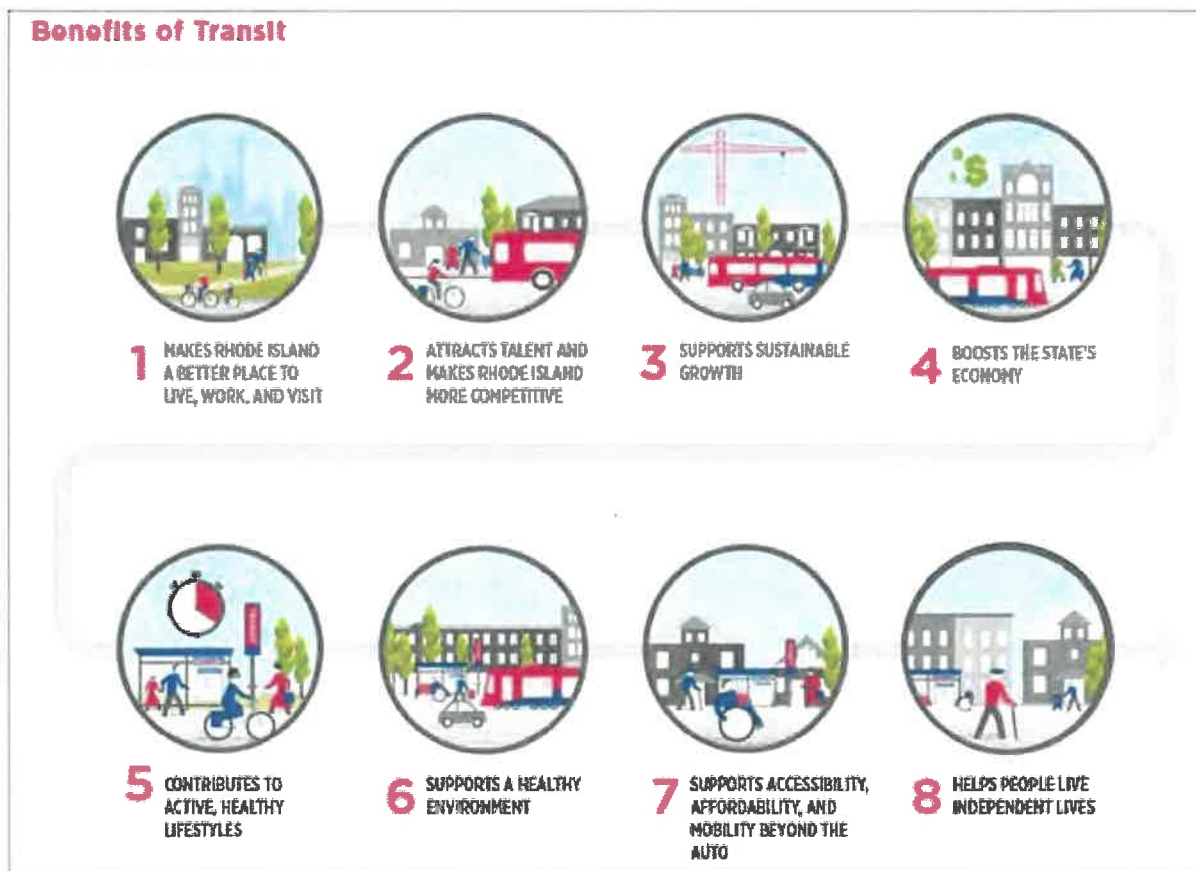 Benefits of Transit
1 MAKES RHODE ISLAND
A BETTER PLACE TO
LIVE, WORK, AND VISIT
2 ATTRACTS TALENT AND
MAKES RHODE ISLAND
MORE COMPETITIVE
3 SUPPORTS SUSTAINABLE
GROWTH
4 BOOSTS THE STATE'S
ECONOMY
5 CONTRIBUTES TO
ACTIVE, HEALTHY
LIFESTYLES
6 SUPPORTS A HEALTHY
ENVIRONMENT
7 SUPPORTS ACCESSIBILITY,
AFFORDABILITY, AND
MOBILITY BEYOND THE
AUTO
8 HELPS PEOPLE LIVE
INDEPENDENT LIVES